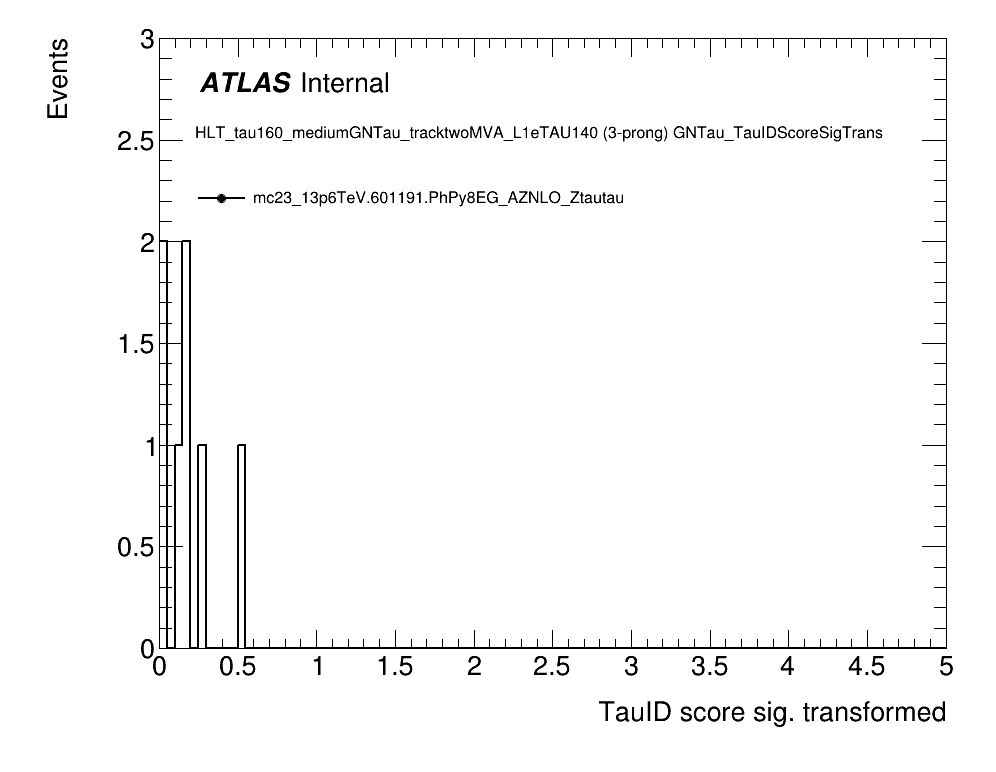 Events
3
ATLAS Internal
HLT_tau160_mediumGNTau_tracktwoMVA_L1eTAU140 (3-prong) GNTau_TauIDScoreSigTrans
2.5
mc23_13p6TeV.601191.PhPy8EG_AZNLO_Ztautau
2
1.5
1
0.5
0
0 0.5 1 1.5 2 2.5 3 3.5 4 4.5 5
TauID score sig. transformed